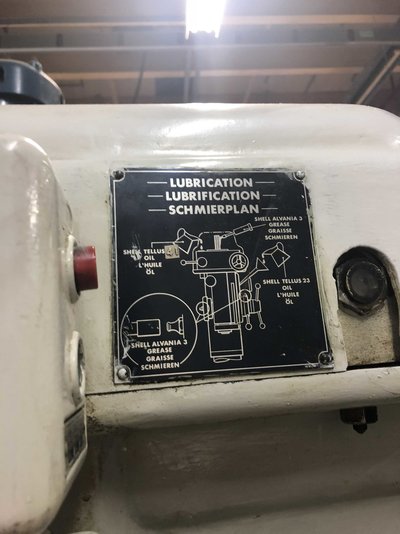 LUBRICATION
LUBRIFICATION
SCHMIERPLAN
SHELL ALVANIA 3
GREASE
GRAISSE
SCHMIEREN
SHELL TELLUS
OIL
L'HUILE
ÖL
SHELL TELLUS 23
OIL
L'HUILE
ÖL
SHELL ALVANIA 3
GREASE
GRAISSE
SCHMIEREN